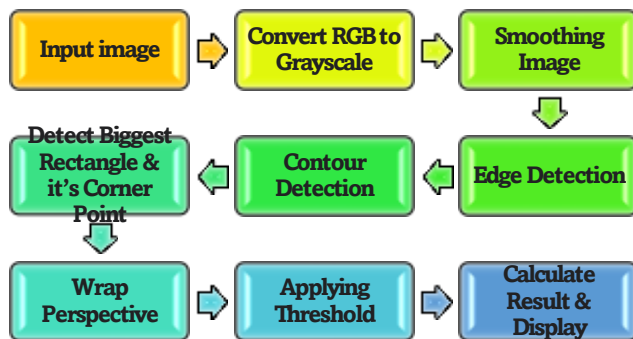 Input image
Convert RGB to
Grayscale
Smoothing
Image
Edge Detection
Contour
Detection
Detect Biggest
Rectangle &
it's Corner
Point
Wrap
Perspective
Applying
Threshold
Calculate
Result &
Display